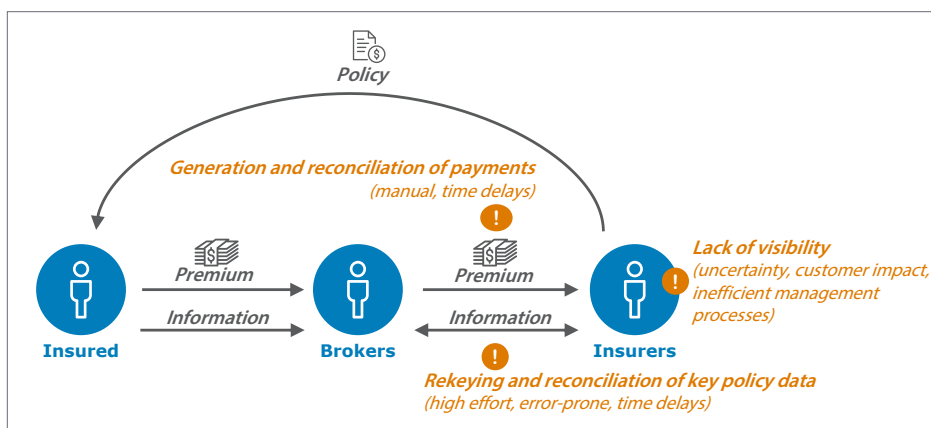 Policy
Generation and reconciliation of payments
(manual, time delays)
!
Premium
Premium
Lack of visibility
(uncertainty, customer impact,
!
inefficient management
processes)
Information
Information
Insured
Brokers
Insurers
!
Rekeying and reconciliation of key policy data
(high effort, error-prone, time delays)